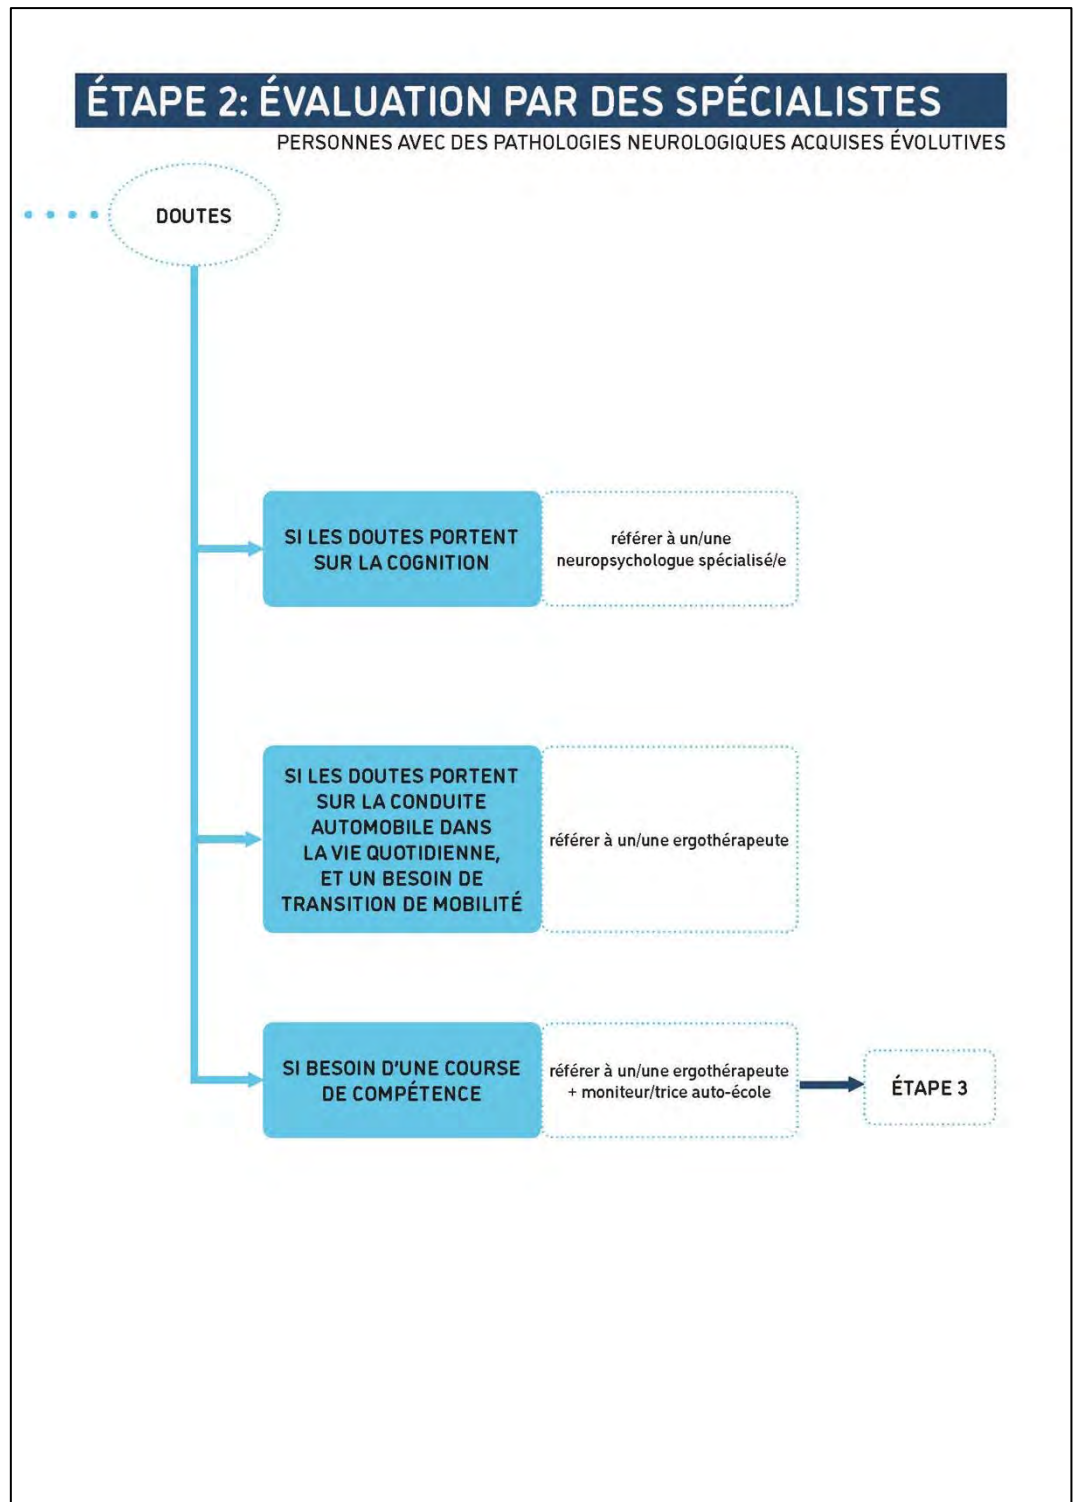 ÉTAPE 2: ÉVALUATION PAR DES SPÉCIALISTES
PERSONNES AVEC DES PATHOLOGIES NEUROLOGIQUES ACQUISES ÉVOLUTIVES
DOUTES
SI LES DOUTES PORTENT
SUR LA COGNITION
référer à un/une
neuropsychologue spécialisé/e
SI LES DOUTES PORTENT
SUR LA CONDUITE
AUTOMOBILE DANS
LA VIE QUOTIDIENNE,
ET UN BESOIN DE
TRANSITION DE MOBILITÉ
référer à un/une ergothérapeute
SI BESOIN D'UNE COURSE
DE COMPÉTENCE
référer à un/une ergothérapeute
+ moniteur/trice auto-école
ÉTAPE 3